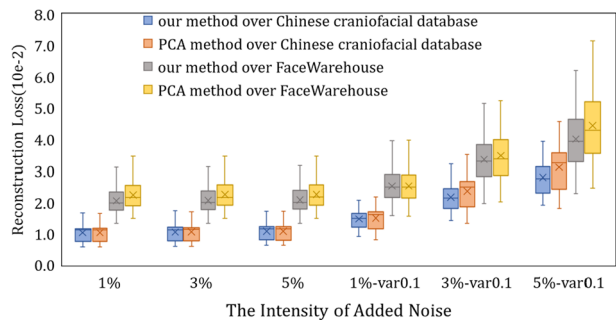 our method over Chinese craniofacial database
PCA method over Chinese craniofacial database
our method over FaceWarehouse
PCA method over FaceWarehouse
Reconstruction Loss(10e-2)
8.0
7.0
6.0
5.0
4.0
3.0
2.0
1.0
0.0
1% 3% 5% 1%-var0.1 3%-var0.1 5%-var0.1
The Intensity of Added Noise